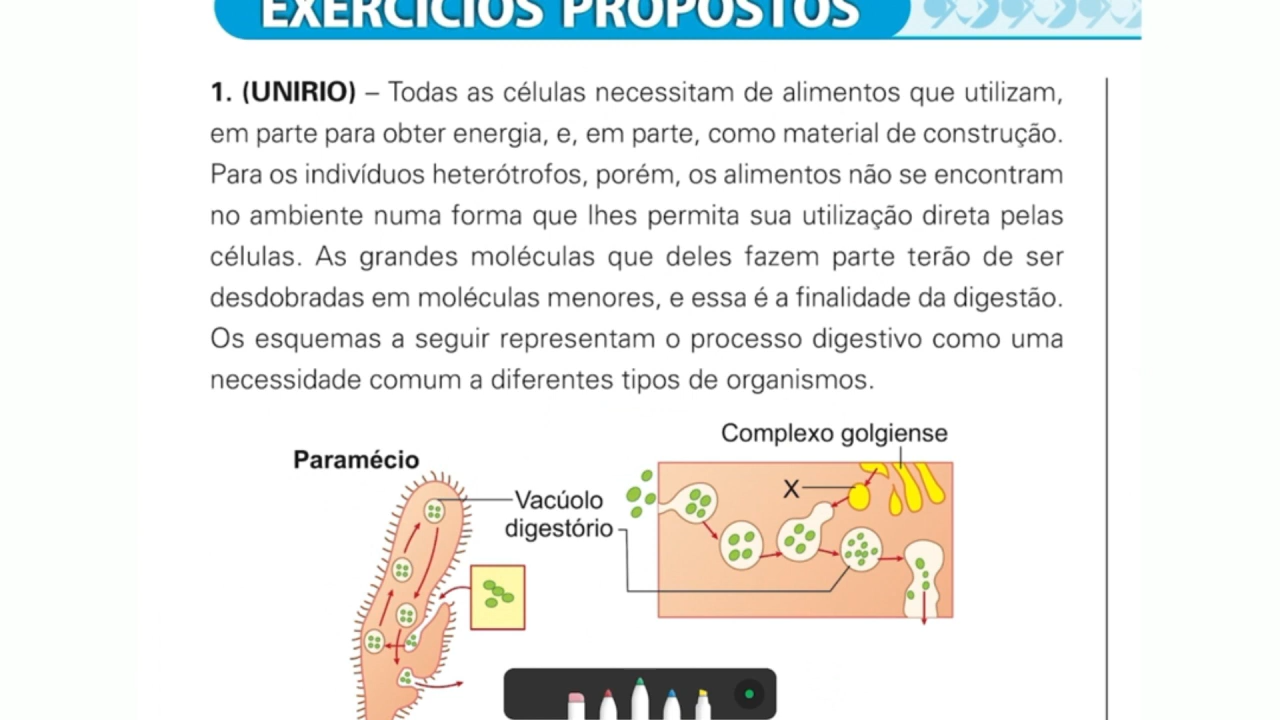 EXERCÍCIOS PROPOSTOS
1. (UNIRIO) – Todas as células necessitam de alimentos que utilizam,
em parte para obter energia, e, em parte, como material de construção.
Para os indivíduos heterótrofos, porém, os alimentos não se encontram
no ambiente numa forma que lhes permita sua utilização direta pelas
células. As grandes moléculas que deles fazem parte terão de ser
desdobradas em moléculas menores, e essa é a finalidade da digestão.
Os esquemas a seguir representam o processo digestivo como uma
necessidade comum a diferentes tipos de organismos.
Complexo golgiense
Paramécio
X
Vacúolo
digestório